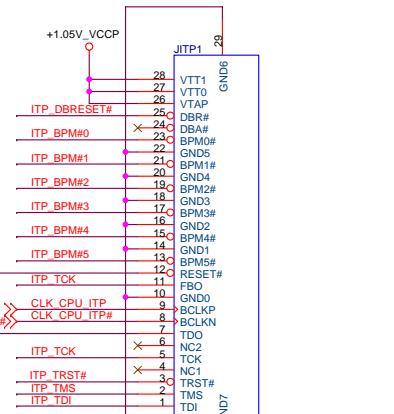 +1.05V_VCCP
29
JITP1
GND6
28 VTT1
27 VTT0
26 VTAP
ITP_DBRESET# 25 DBR#
24 DBA#
ITP_BPM#0 23 BPM0#
22 GND5
ITP_BPM#1 21 BPM1#
20 GND4
ITP_BPM#2 19 BPM2#
18 GND3
ITP_BPM#3 17 BPM3#
16 GND2
ITP_BPM#4 15 BPM4#
14 GND1
ITP_BPM#5 13 BPM5#
12 RESET#
ITP_TCK 11 FBO
10 GND0
CLK_CPU_ITP 9 BCLKP
# CLK_CPU_ITP# 8 BCLKN
7 TDO
6 NC2
ITP_TCK 5 TCK
4 NC1
ITP_TRST# 3 TRST#
ITP_TMS 2 TMS
ITP_TDI 1 TDI
ND7